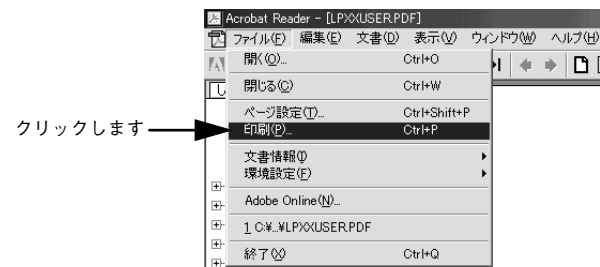 Acrobat Reader - [LPXXUSER.PDF]
ファイル(F) 編集(E) 文書(D) 表示(V) ウィンドウ(W) ヘルプ(H)
開く(O)... Ctrl+O
閉じる(C) Ctrl+W
ページ設定(T)... Ctrl+Shift+P
クリックします 印刷(P)... Ctrl+P
文書情報(I)
環境設定(F)
Adobe Online(N)...
1 C:¥...¥LPXXUSER.PDF
終了(X) Ctrl+Q